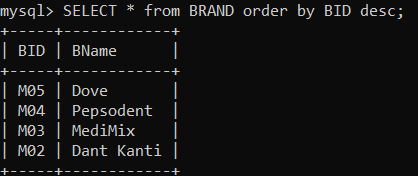 mysql> SELECT * from BRAND order by BID desc;
+-----+------------+
| BID | BName      |
+-----+------------+
| M05 | Dove       |
| M04 | Pepsodent  |
| M03 | MediMix    |
| M02 | Dant Kanti |
+-----+------------+